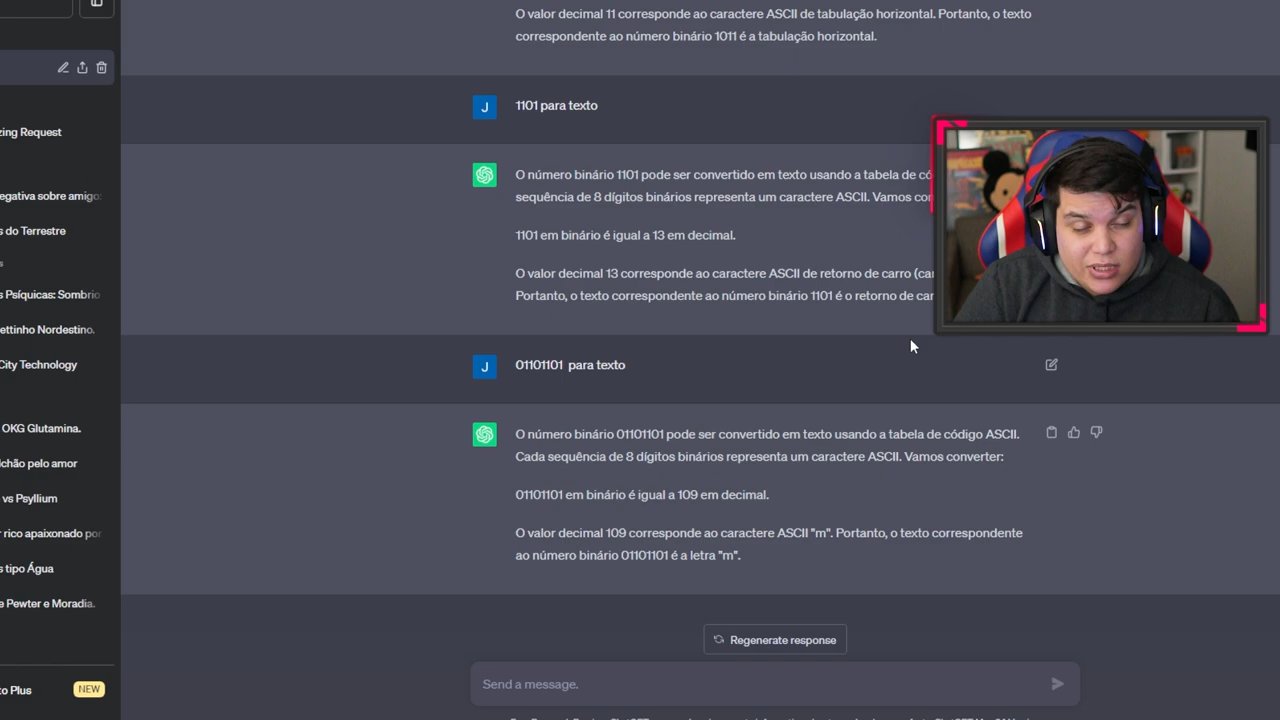 O valor decimal 11 corresponde ao caractere ASCII de tabulação horizontal. Portanto, o texto
correspondente ao número binário 1011 é a tabulação horizontal.
J
1101 para texto
zing Request
O número binário 1101 pode ser convertido em texto usando a tabela de có
egativa sobre amigo:
sequência de 8 dígitos binários representa um caractere ASCII. Vamos con
s do Terrestre
1101 em binário é igual a 13 em decimal.
s
O valor decimal 13 corresponde ao caractere ASCII de retorno de carro (car
s Psíquicas: Sombrio
Portanto, o texto correspondente ao número binário 1101 é o retorno de car
ettinho Nordestino.
J
01101101 para texto
City Technology
OKG Glutamina.
O número binário 01101101 pode ser convertido em texto usando a tabela de código ASCII.
Cada sequência de 8 dígitos binários representa um caractere ASCII. Vamos converter:
lchão pelo amor
01101101 em binário é igual a 109 em decimal.
vs Psyllium
O valor decimal 109 corresponde ao caractere ASCII "m". Portanto, o texto correspondente
r rico apaixonado por
ao número binário 01101101 é a letra "m".
s tipo Água
e Pewter e Moradia.
Regenerate response
Send a message.
to Plus
NEW